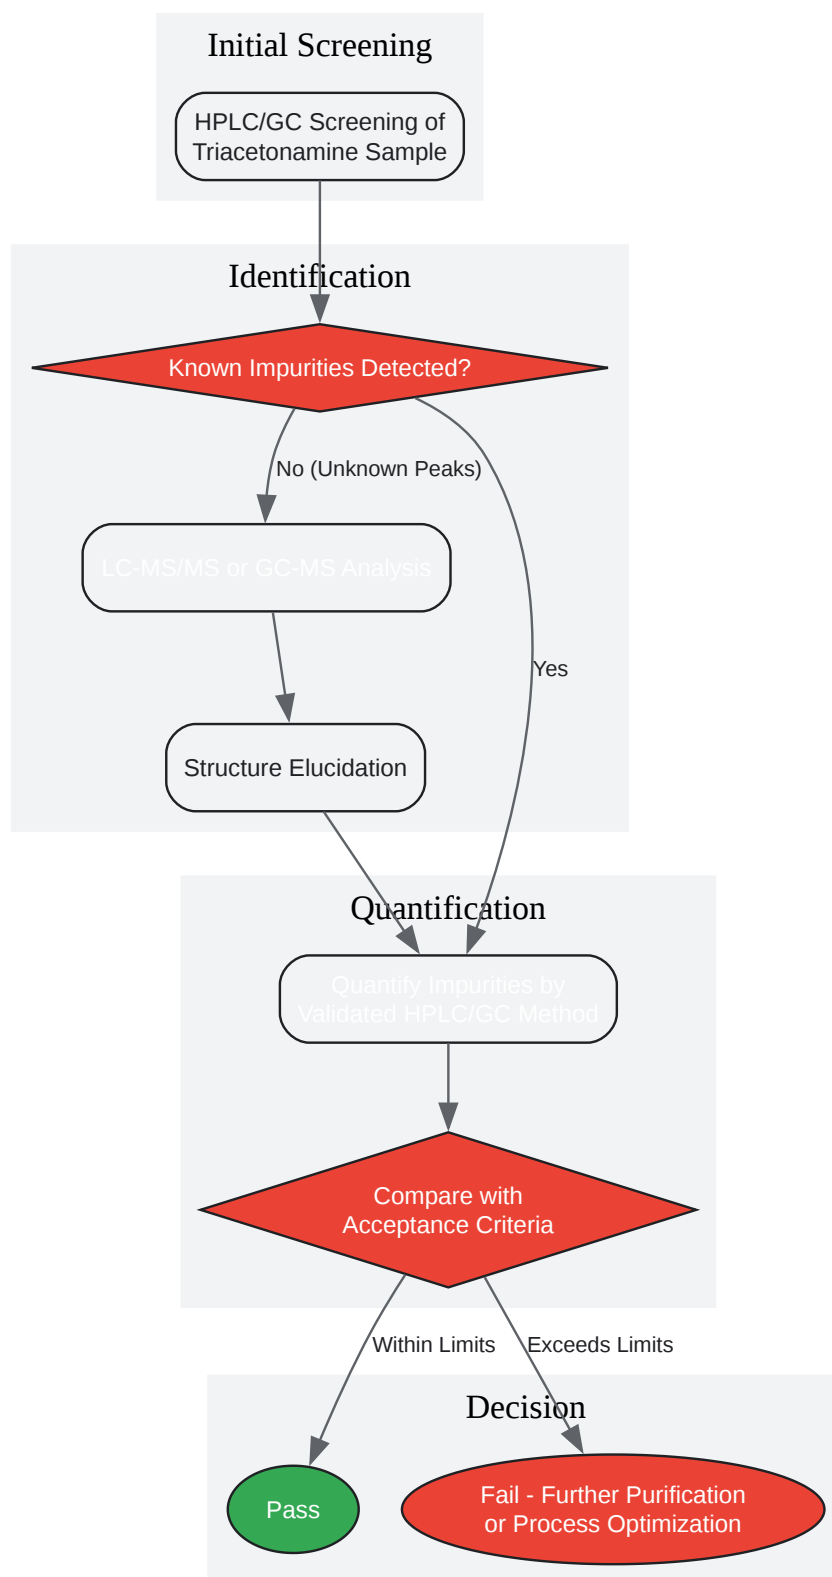 Initial Screening
HPLC/GC Screening of
Triacetonamine Sample
Identification
Known Impurities Detected?
No (Unknown Peaks)
LC-MS/MS or GC-MS Analysis
Yes
Structure Elucidation
Quantification
Quantify Impurities by
Validated HPLC/GC Method
Compare with
Acceptance Criteria
Within Limits
Exceeds Limits
Decision
Pass
Fail - Further Purification
or Process Optimization